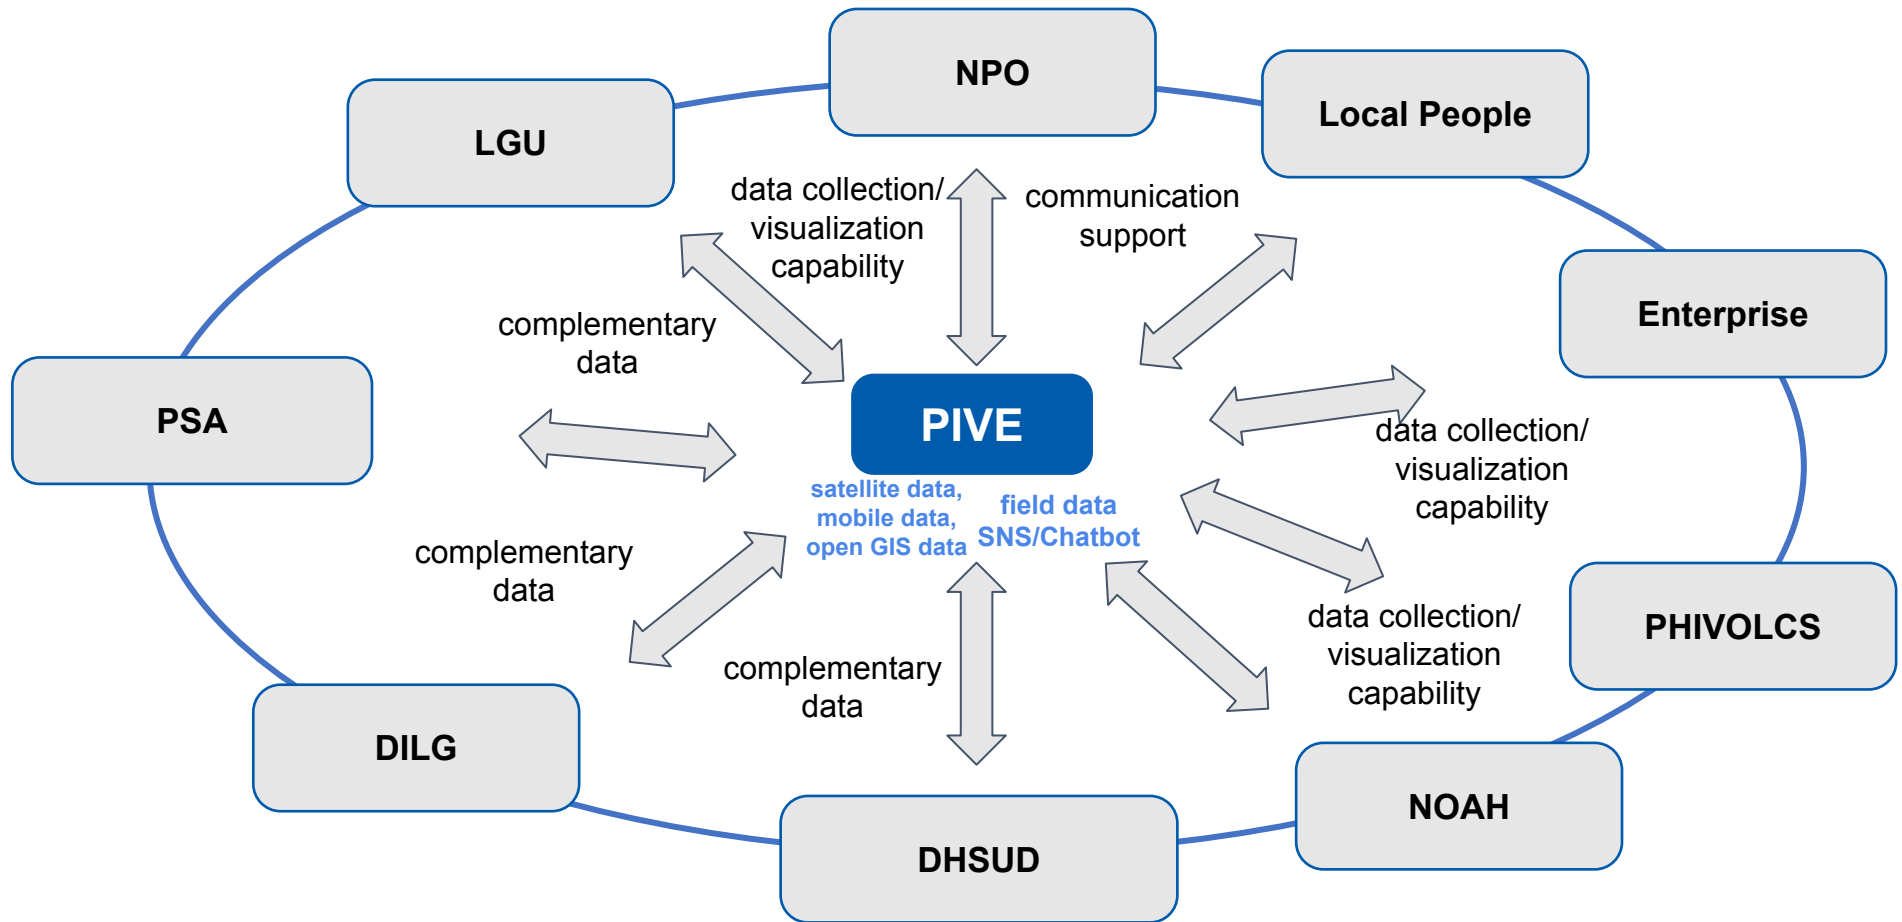 NPO
Local People
LGU
data collection/
visualization
capability
communication
support
Enterprise
complementary
data
PSA
PIVE
data collection/
visualization
capability
satellite data,
mobile data,
open GIS data
field data
SNS/Chatbot
complementary
data
data collection/
visualization
capability
PHIVOLCS
complementary
data
DILG
NOAH
DHSUD